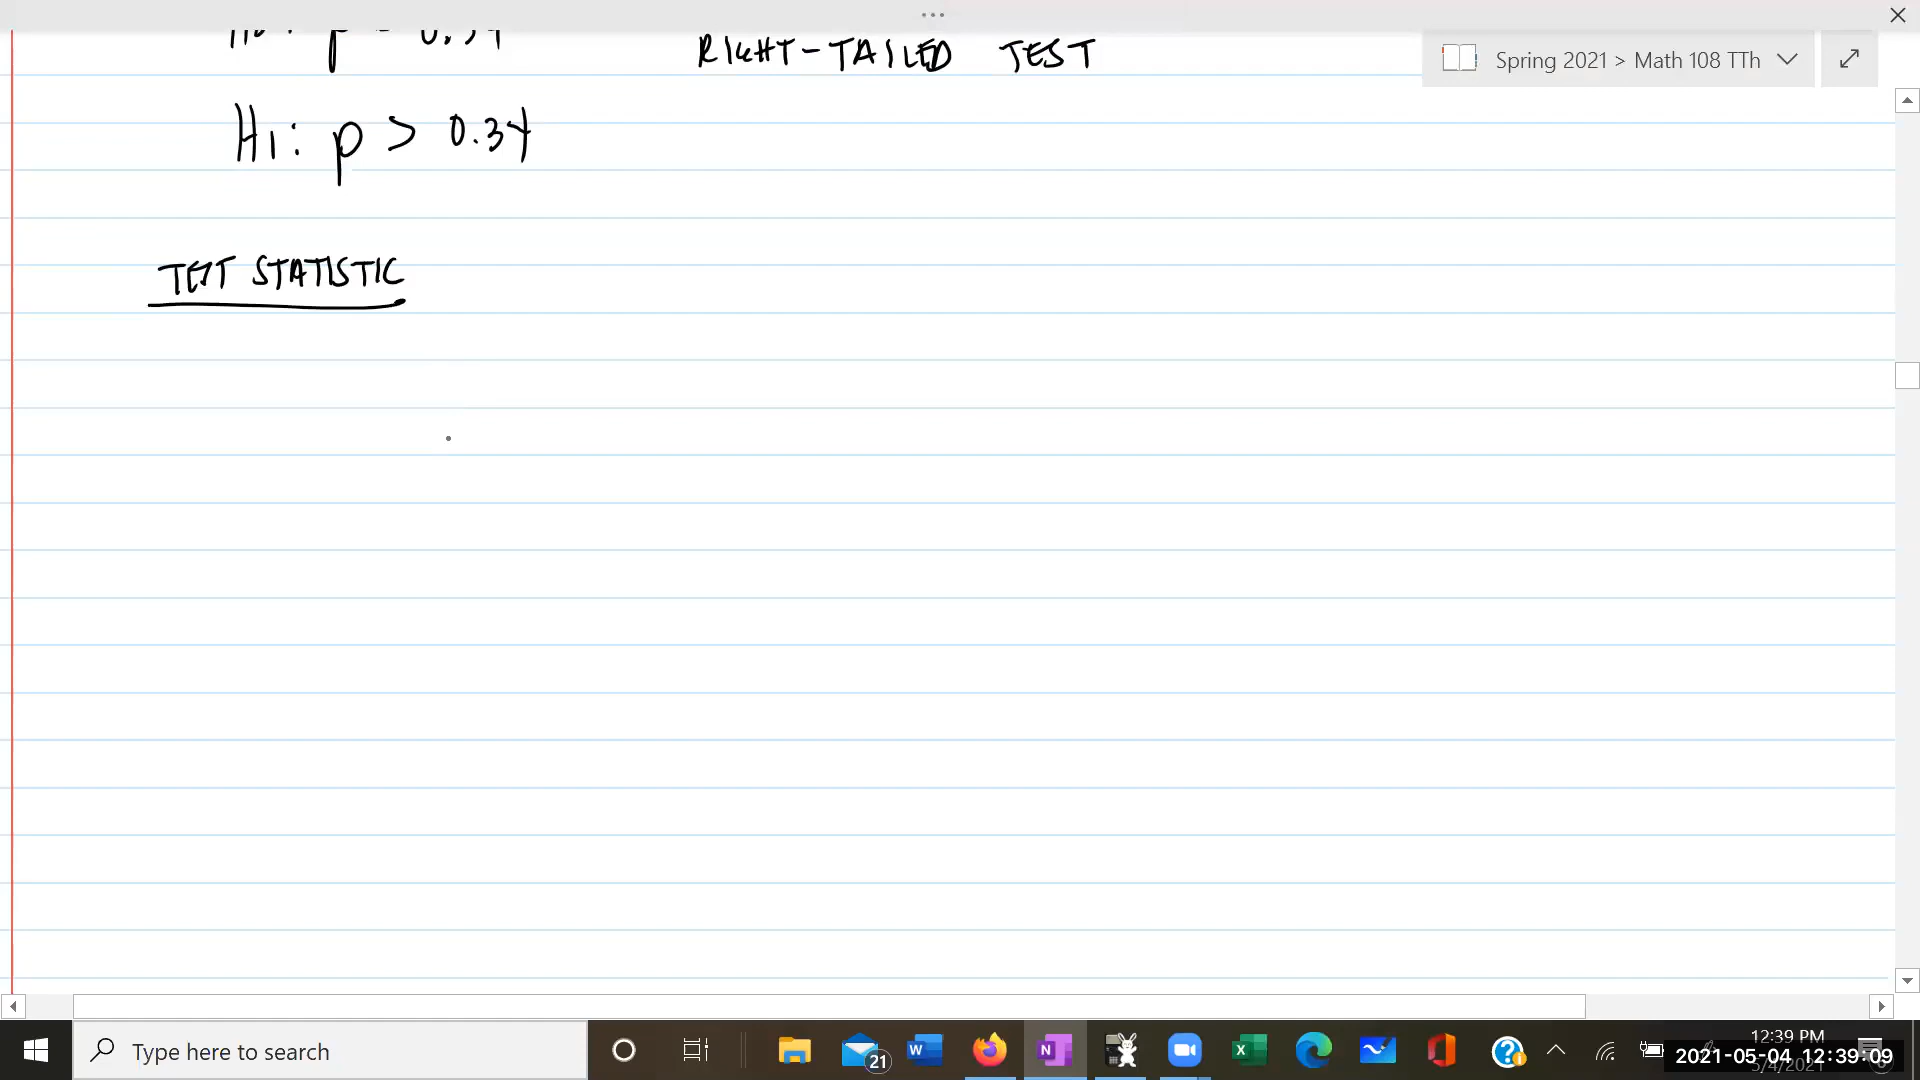 RIGHT-TAILED TEST
Spring 2021 > Math 108 TTh
H1: p > 0.34
TEST STATISTIC
Type here to search
21
12:39 PM
2021-05-04 12:39:09